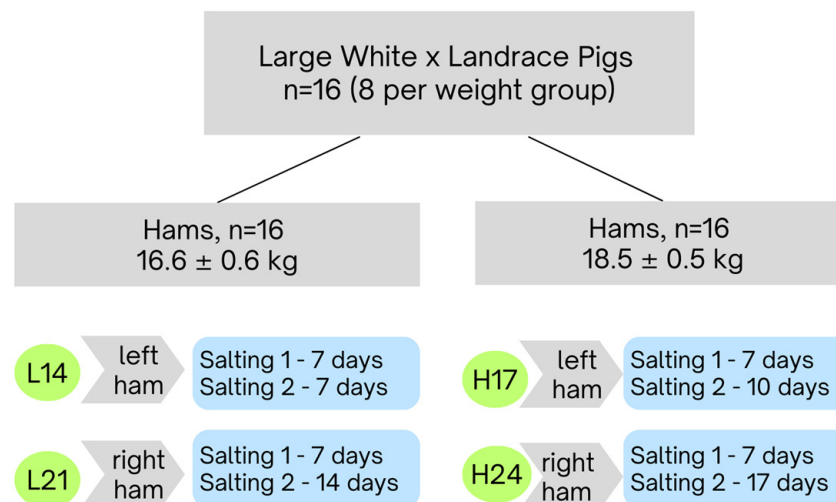 Large White x Landrace Pigs
n=16 (8 per weight group)
Hams, n=16
16.6 ± 0.6 kg
Hams, n=16
18.5 ± 0.5 kg
L14
left
ham
Salting 1 - 7 days
Salting 2 - 7 days
H17
left
ham
Salting 1 - 7 days
Salting 2 - 10 days
L21
right
ham
Salting 1 - 7 days
Salting 2 - 14 days
H24
right
ham
Salting 1 - 7 days
Salting 2 - 17 days